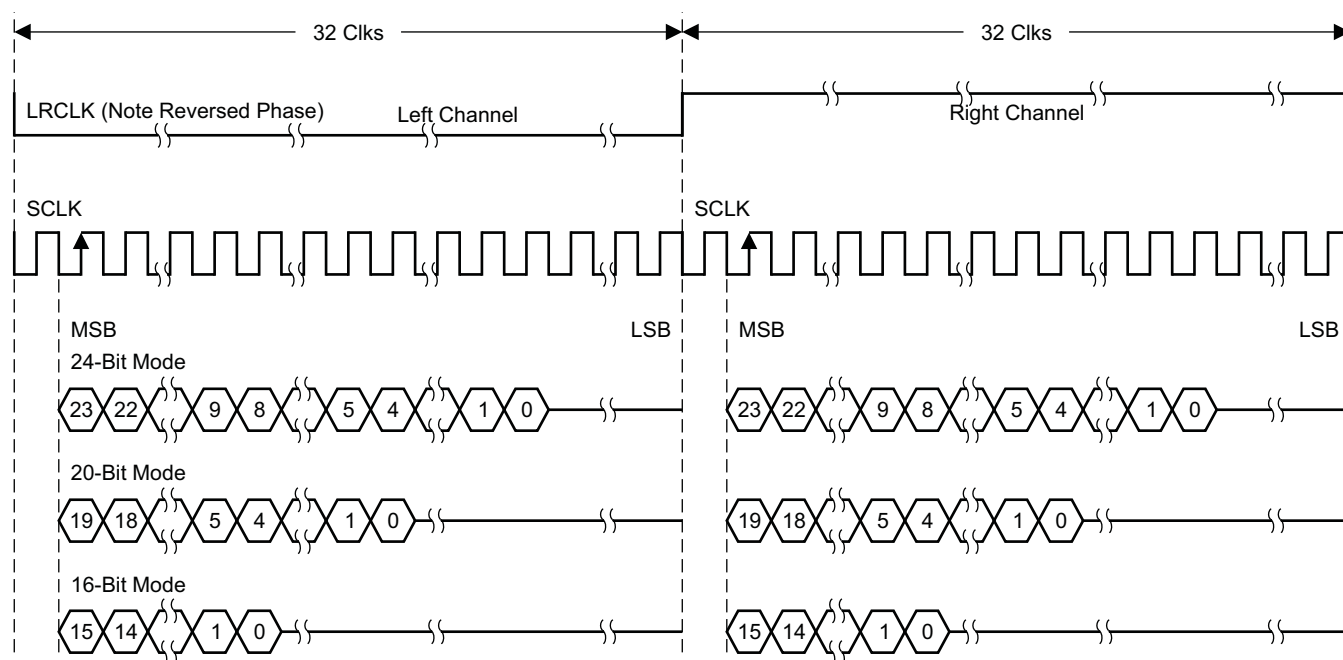 32 Clks 32 Clks
LRCLK (Note Reversed Phase) Left Channel Right Channel
SCLK SCLK
MSB LSB MSB LSB
24-Bit Mode
23 22 9 8 5 4 1 0 23 22 9 8 5 4 1 0
20-Bit Mode
19 18 5 4 1 0 19 18 5 4 1 0
16-Bit Mode
15 14 1 0 15 14 1 0